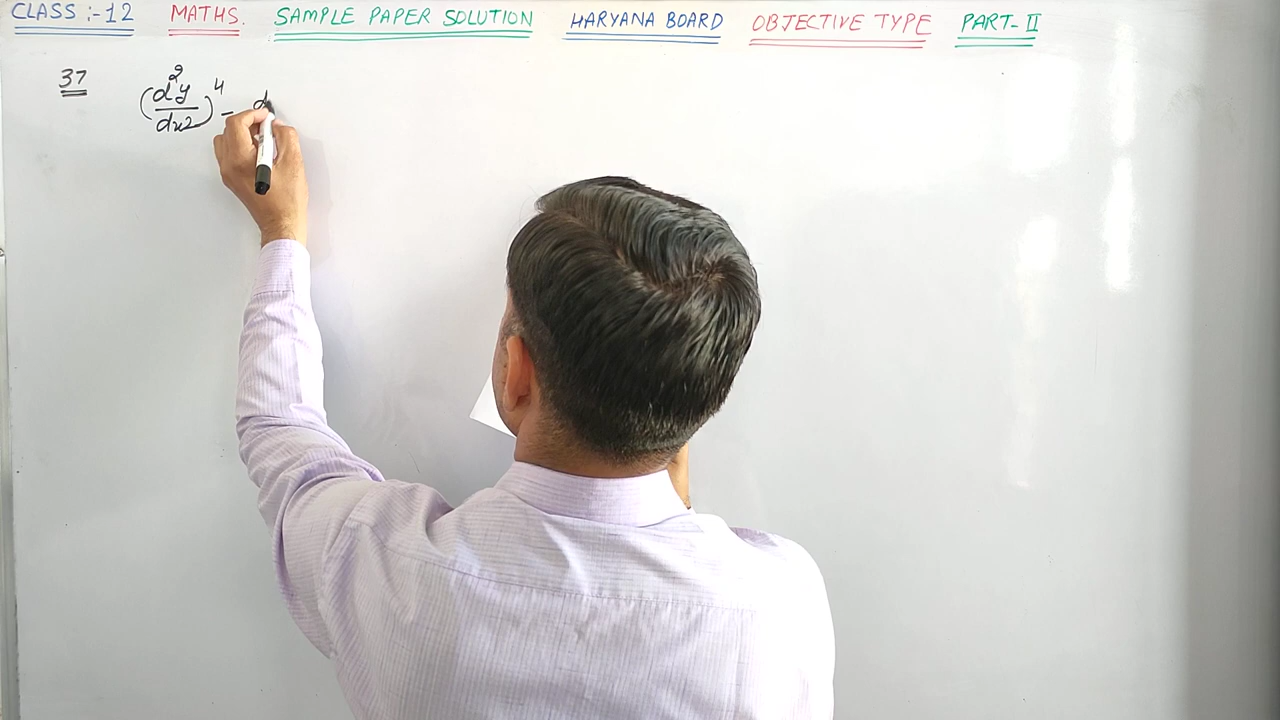 CLASS :- 12 MATHS. SAMPLE PAPER SOLUTION HARYANA BOARD OBJECTIVE TYPE PART-II
37 (d²y/dx2)⁴ - d